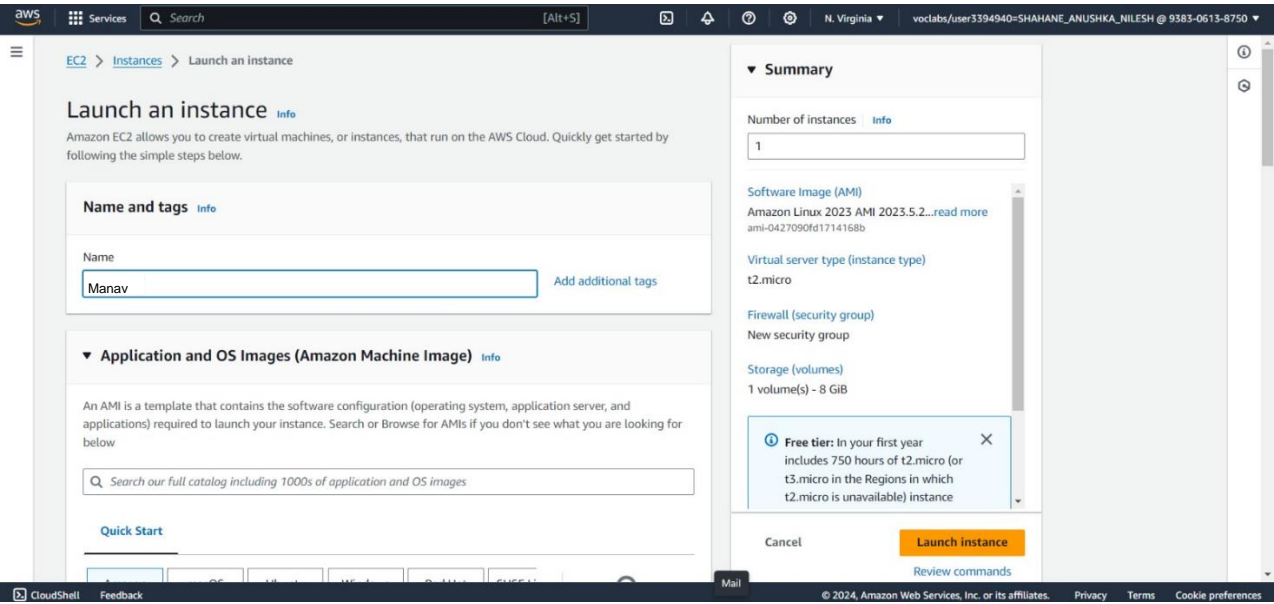 aws Services Search [Alt+S] N. Virginia ▼ voclabs/user3394940=SHAHANE_ANUSHKA_NILESH @ 9383-0613-8750 ▼
EC2 > Instances > Launch an instance
Launch an instance Info
Amazon EC2 allows you to create virtual machines, or instances, that run on the AWS Cloud. Quickly get started by
following the simple steps below.
Name and tags Info
Name
Manav
Add additional tags
▼ Application and OS Images (Amazon Machine Image) Info
An AMI is a template that contains the software configuration (operating system, application server, and
applications) required to launch your instance. Search or Browse for AMIs if you don't see what you are looking for
below
Search our full catalog including 1000s of application and OS images
Quick Start
▼ Summary
Number of instances Info
1
Software Image (AMI)
Amazon Linux 2023 AMI 2023.5.2...read more
ami-0427090fd1714168b
Virtual server type (instance type)
t2.micro
Firewall (security group)
New security group
Storage (volumes)
1 volume(s) - 8 GiB
Free tier: In your first year
includes 750 hours of t2.micro (or
t3.micro in the Regions in which
t2.micro is unavailable) instance
Cancel
Launch instance
Review commands
Mail
CloudShell Feedback
© 2024, Amazon Web Services, Inc. or its affiliates. Privacy Terms Cookie preferences